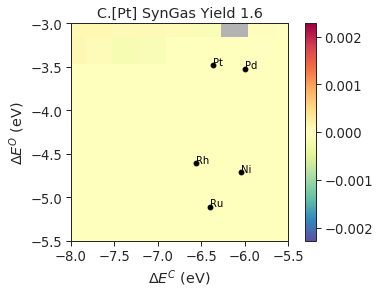 C.[Pt] SynGas Yield 1.6
ΔE^O (eV)
−3.0
−3.5
−4.0
−4.5
−5.0
−5.5
Pt
Pd
Rh
Ni
Ru
−8.0 −7.5 −7.0 −6.5 −6.0 −5.5
ΔE^C (eV)
0.002
0.001
0.000
−0.001
−0.002